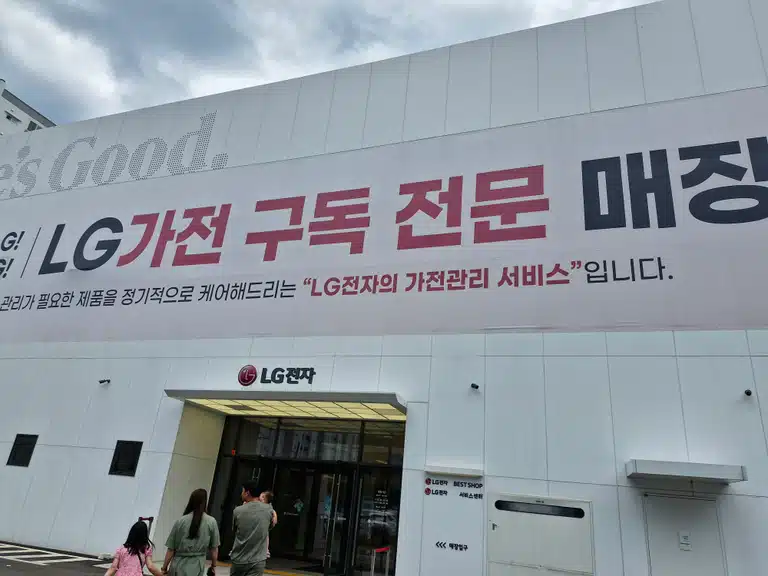 e's Good.
G!
G!
LG가전 구독 전문 매장
관리가 필요한 제품을 정기적으로 케어해드리는 “LG전자의 가전관리 서비스”입니다.
LG전자
LG전자 BEST SHOP
LG전자 서비스센터
<<< 매장입구